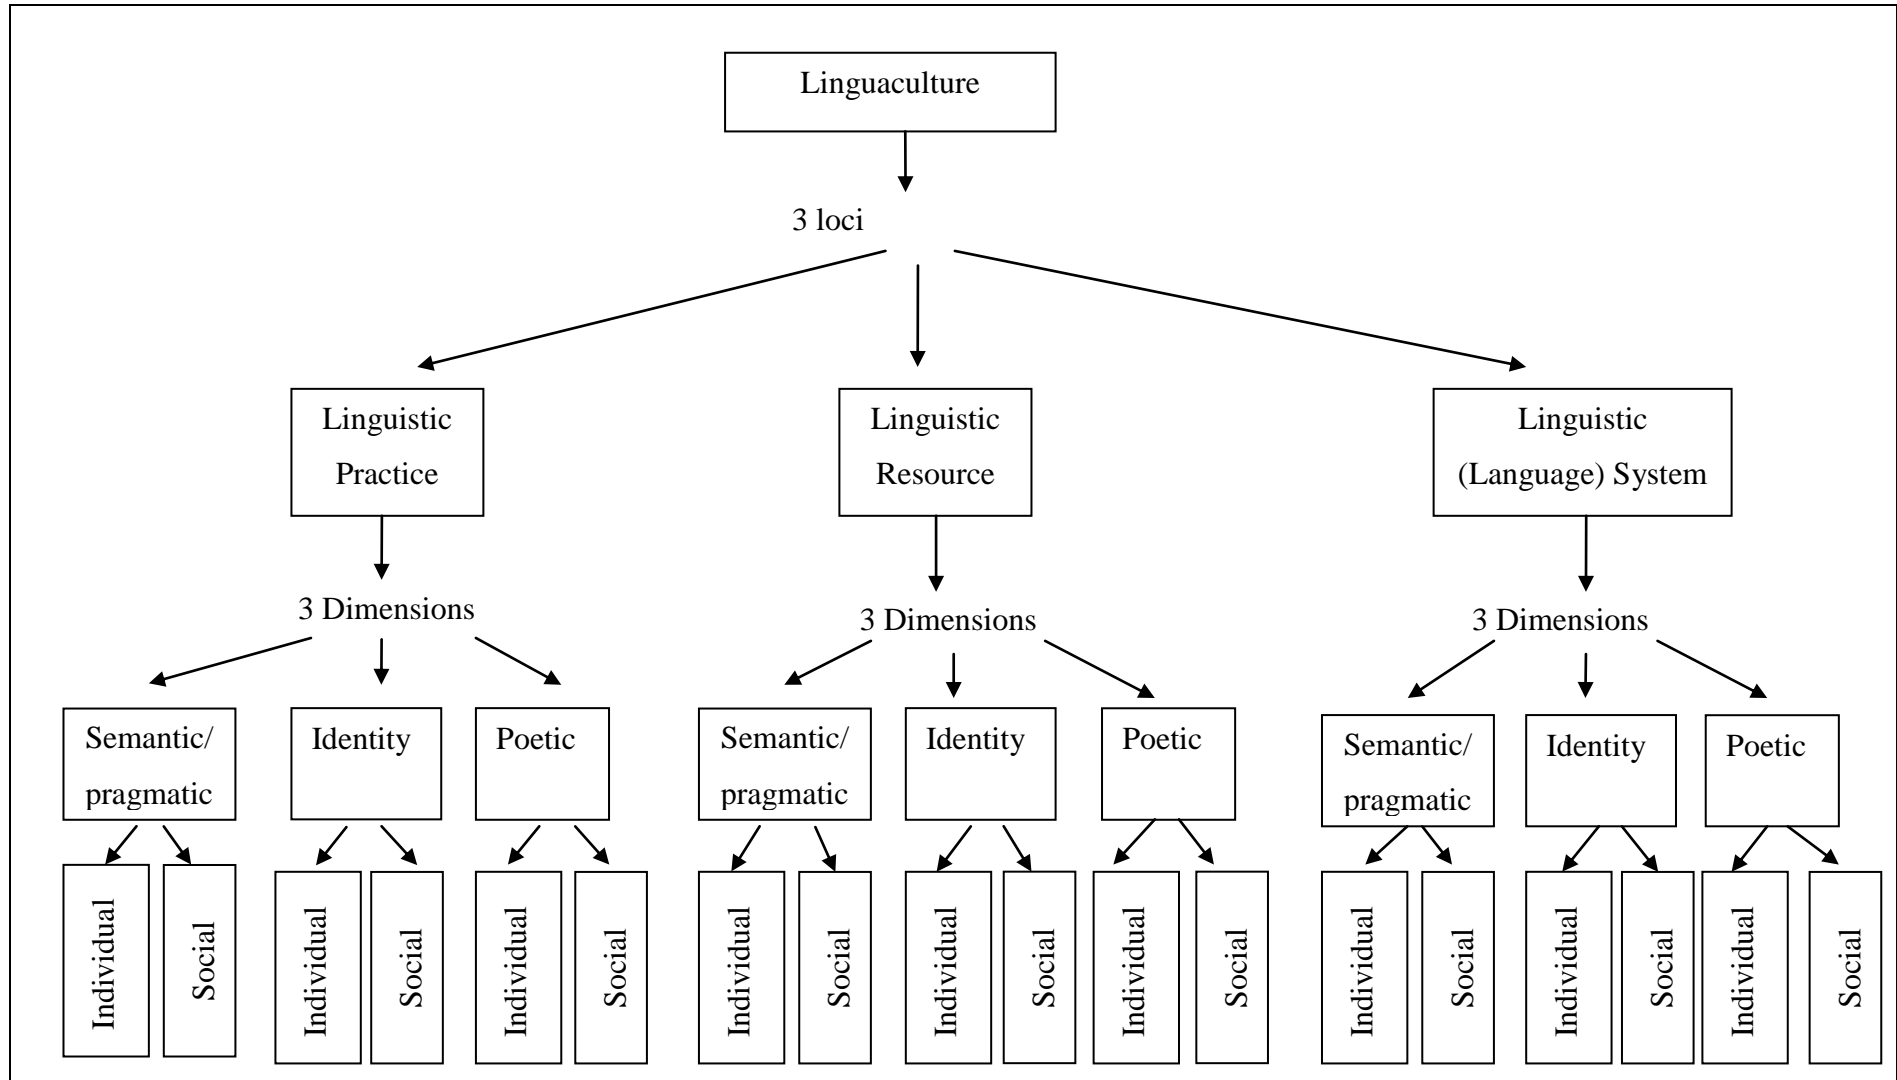 Linguaculture
3 loci
Linguistic
Practice
Linguistic
Resource
Linguistic
(Language) System
3 Dimensions
3 Dimensions
3 Dimensions
Semantic/
pragmatic
Identity
Poetic
Semantic/
pragmatic
Identity
Poetic
Semantic/
pragmatic
Identity
Poetic
Individual
Social
Individual
Social
Individual
Social
Individual
Social
Individual
Social
Individual
Social
Individual
Social
Individual
Social
Individual
Social